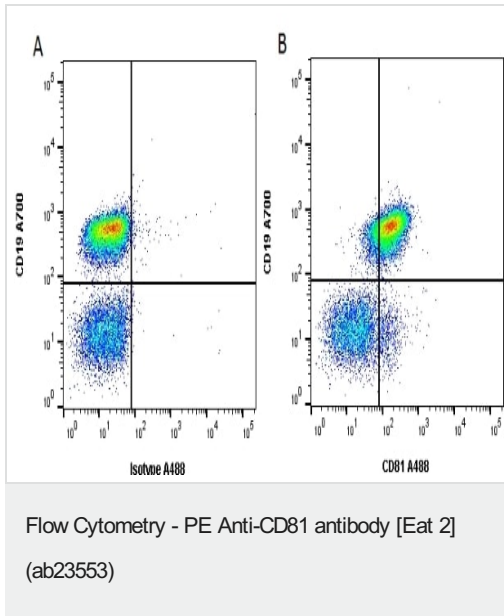 A
B
10^5
10^4
10^3
10^2
10^1
10^0
CD19 A700
10^0 10^1 10^2 10^3 10^4 10^5
Isotype A488
10^5
10^4
10^3
10^2
10^1
10^0
CD19 A700
10^0 10^1 10^2 10^3 10^4 10^5
CD81 A488
Flow Cytometry - PE Anti-CD81 antibody [Eat 2]
(ab23553)